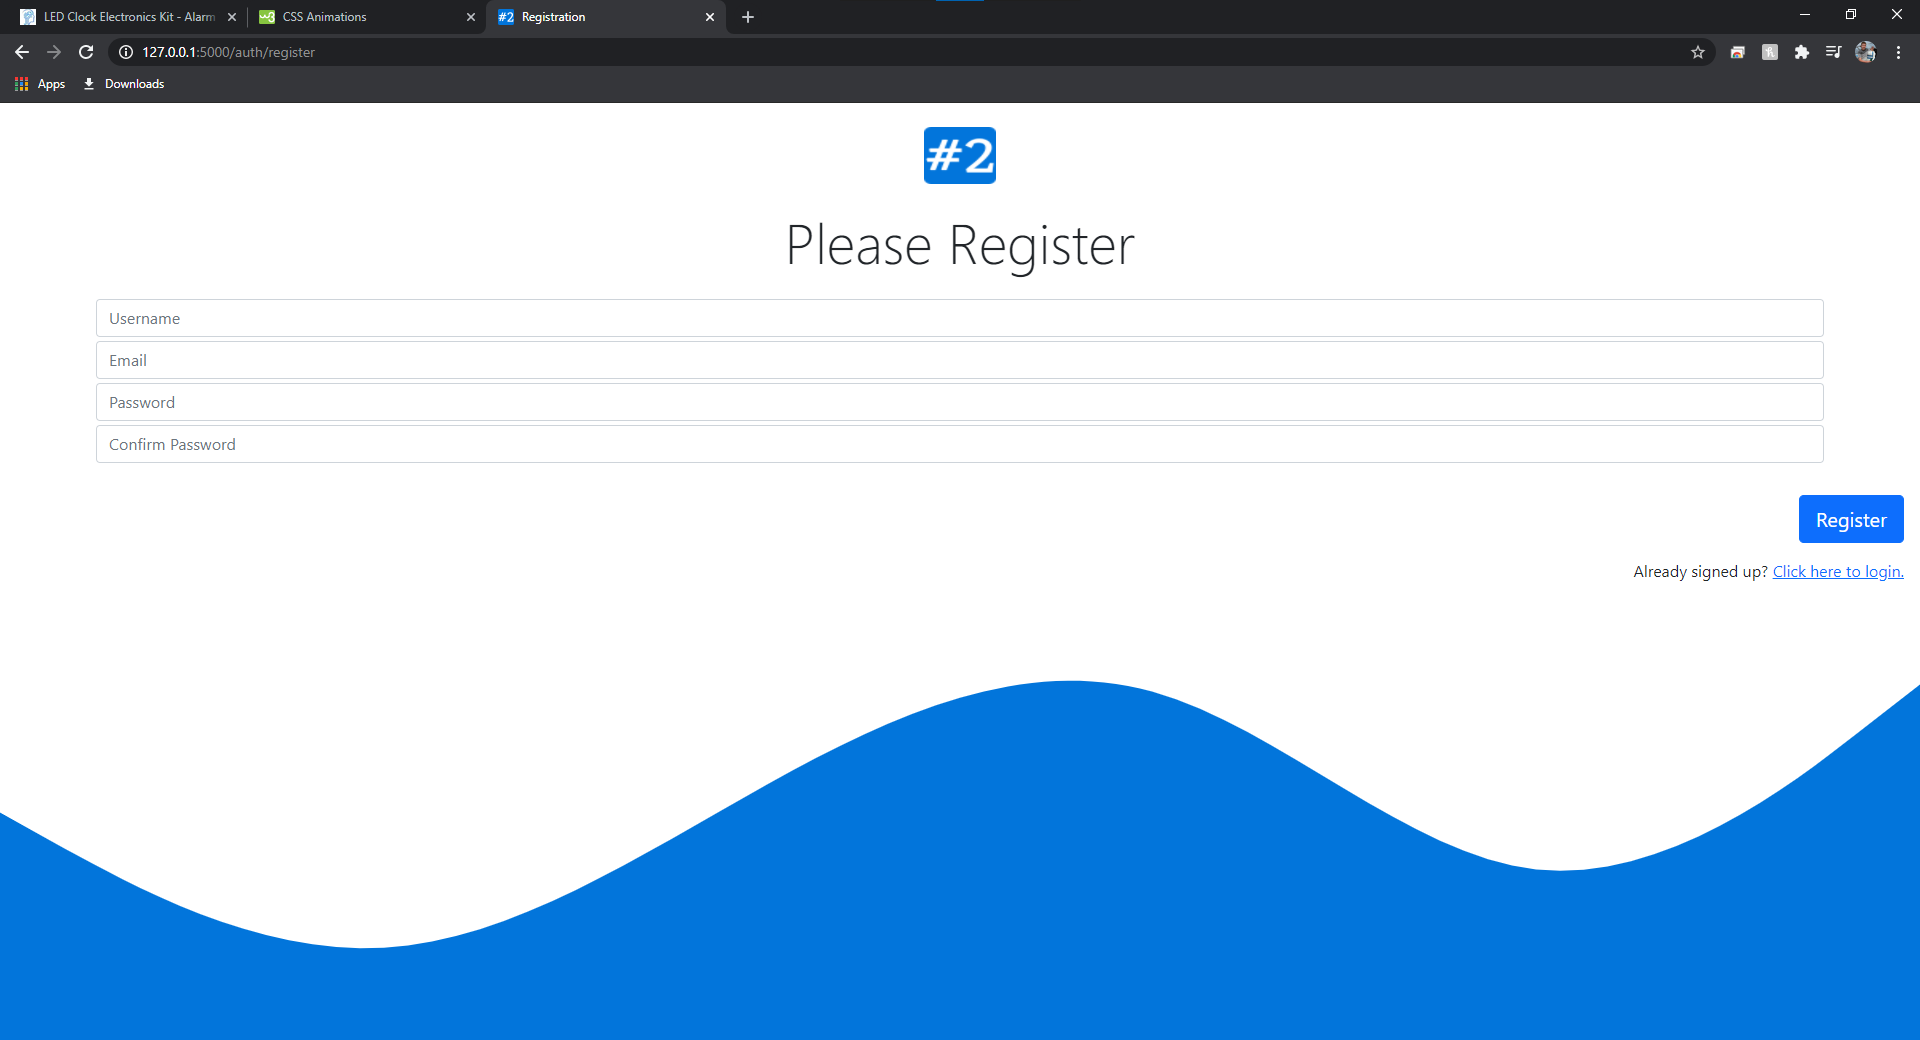 LED Clock Electronics Kit - Alarm
CSS Animations
#2 Registration
127.0.0.1:5000/auth/register
Apps
Downloads
#2
Please Register
Username
Email
Password
Confirm Password
Register
Already signed up? Click here to login.